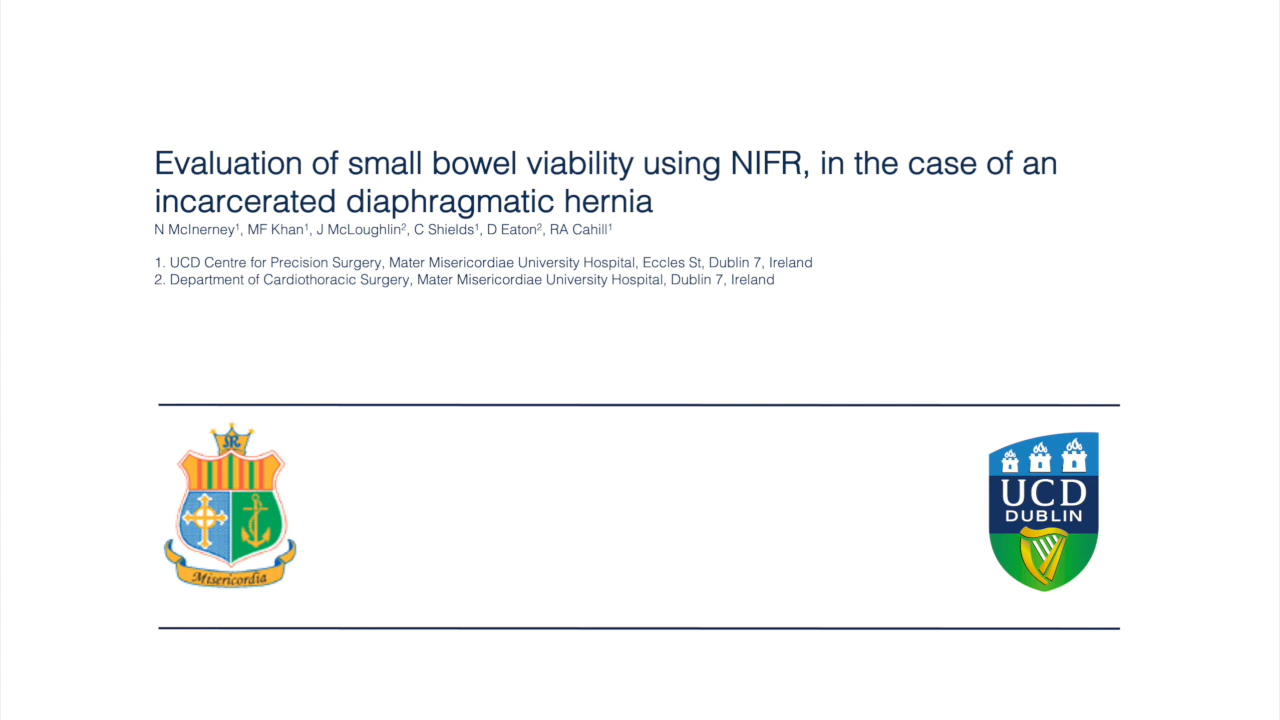 Evaluation of small bowel viability using NIFR, in the case of an
incarcerated diaphragmatic hernia
N McInerney¹, MF Khan¹, J McLoughlin², C Shields¹, D Eaton², RA Cahill¹
1. UCD Centre for Precision Surgery, Mater Misericordiae University Hospital, Eccles St, Dublin 7, Ireland
2. Department of Cardiothoracic Surgery, Mater Misericordiae University Hospital, Dublin 7, Ireland
SR
Misericordia
UCD
DUBLIN